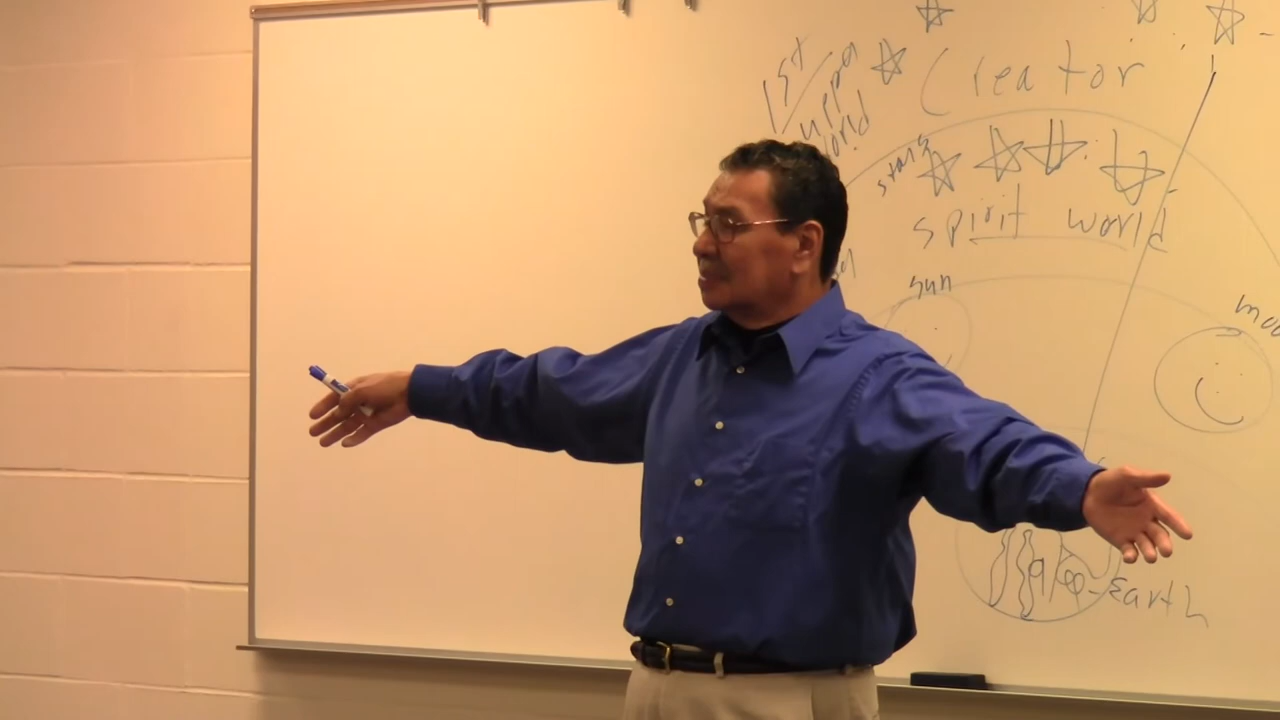 1st/
upper
world
Creator
stars
spirit world
sun
earth